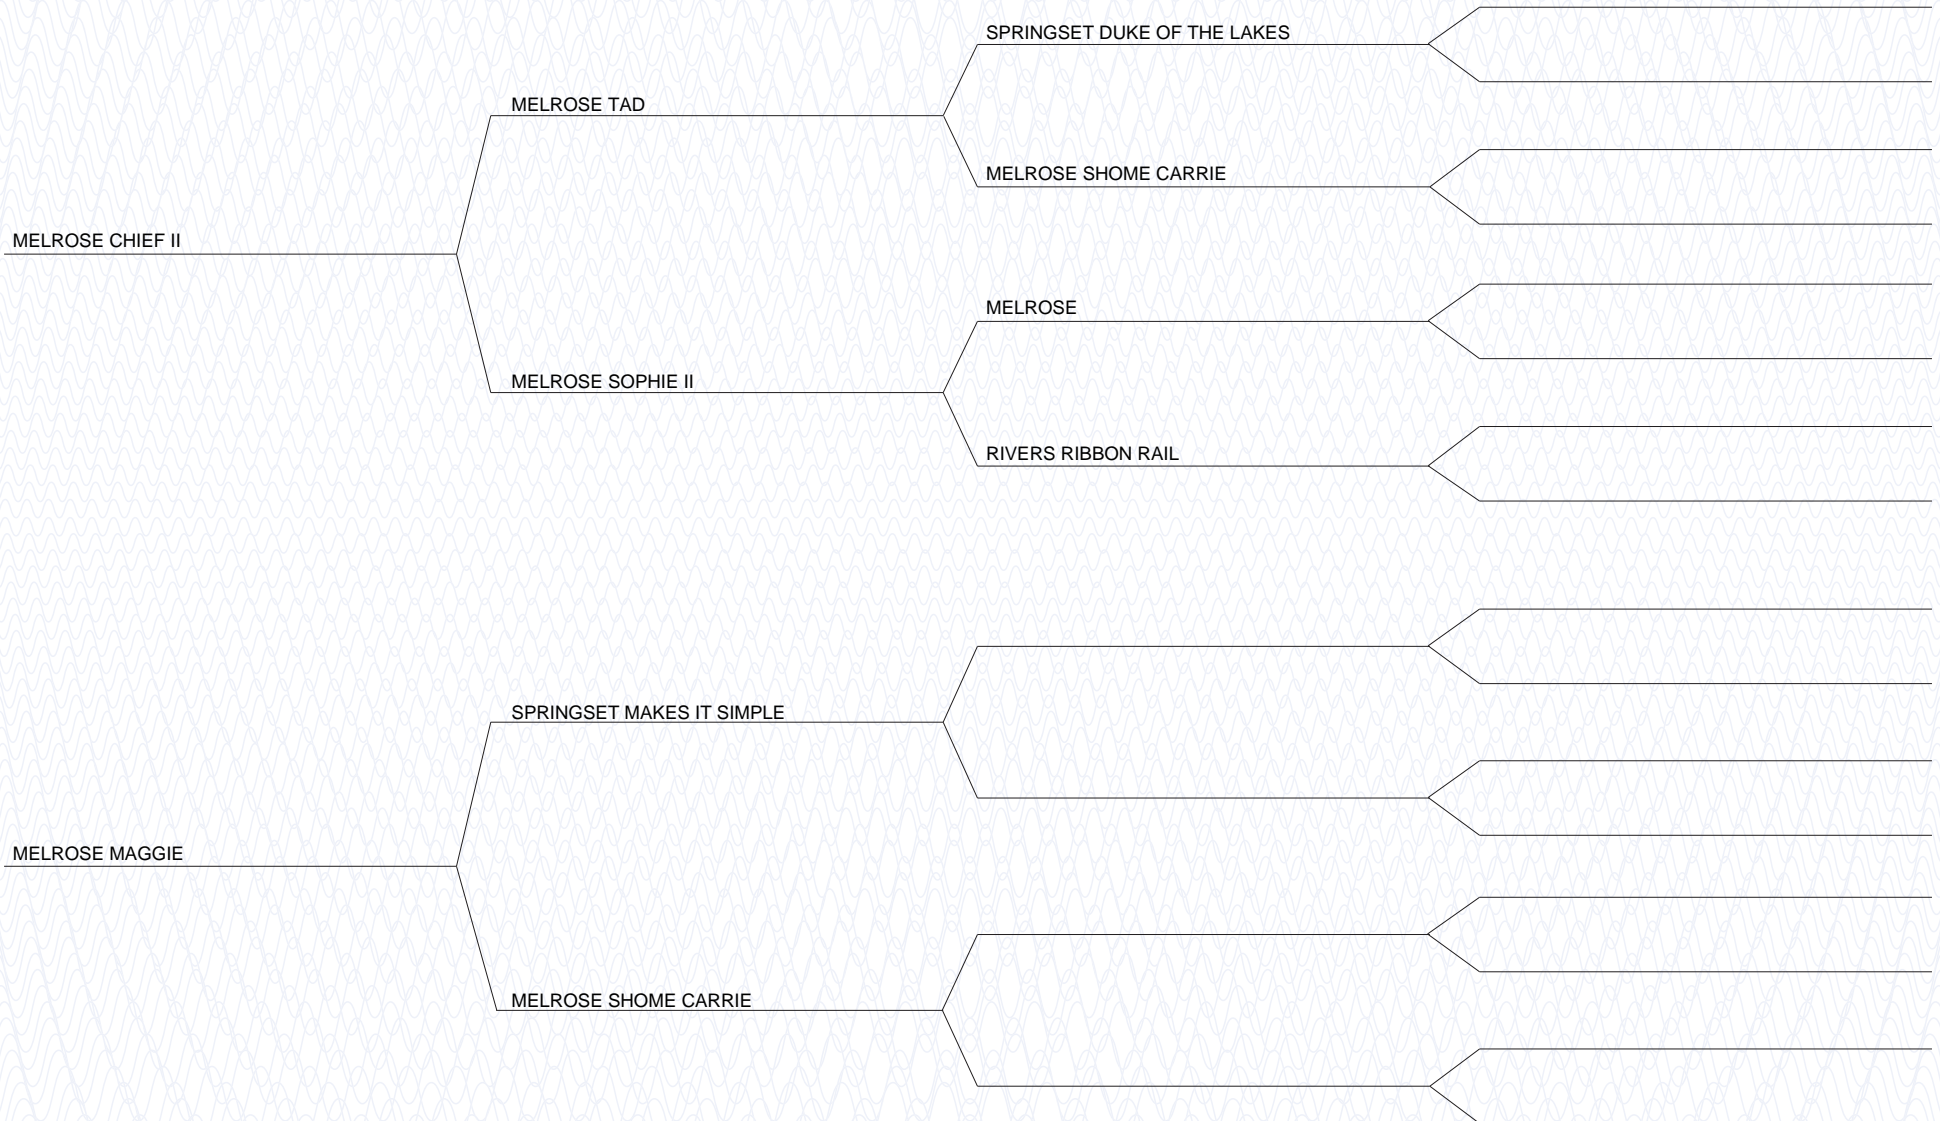 SPRINGSET DUKE OF THE LAKES
MELROSE TAD
MELROSE SHOME CARRIE
MELROSE CHIEF II
MELROSE
MELROSE SOPHIE II
RIVERS RIBBON RAIL
SPRINGSET MAKES IT SIMPLE
MELROSE MAGGIE
MELROSE SHOME CARRIE